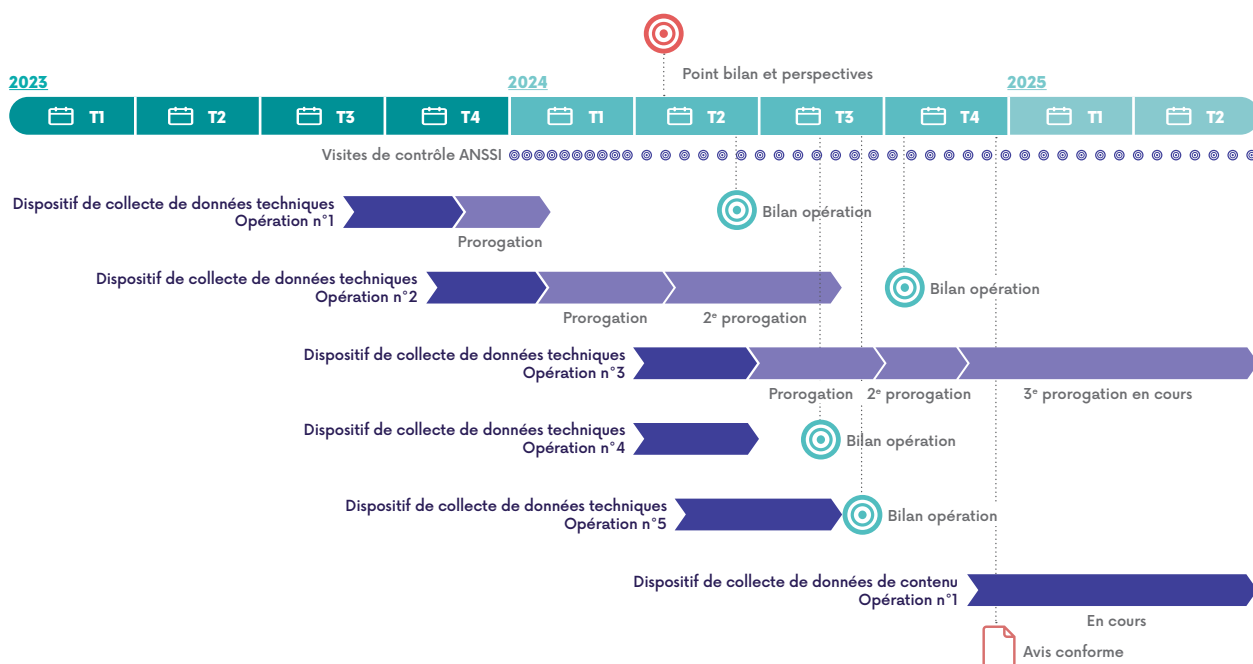 Point bilan et perspectives
2023
2024
2025
T1
T2
T3
T4
T1
T2
T3
T4
T1
T2
Visites de contrôle ANSSI
Dispositif de collecte de données techniques
Opération n°1
Prorogation
Bilan opération
Dispositif de collecte de données techniques
Opération n°2
Prorogation
2e prorogation
Bilan opération
Dispositif de collecte de données techniques
Opération n°3
Prorogation
2e prorogation
3e prorogation en cours
Dispositif de collecte de données techniques
Opération n°4
Bilan opération
Dispositif de collecte de données techniques
Opération n°5
Bilan opération
Dispositif de collecte de données de contenu
Opération n°1
En cours
Avis conforme